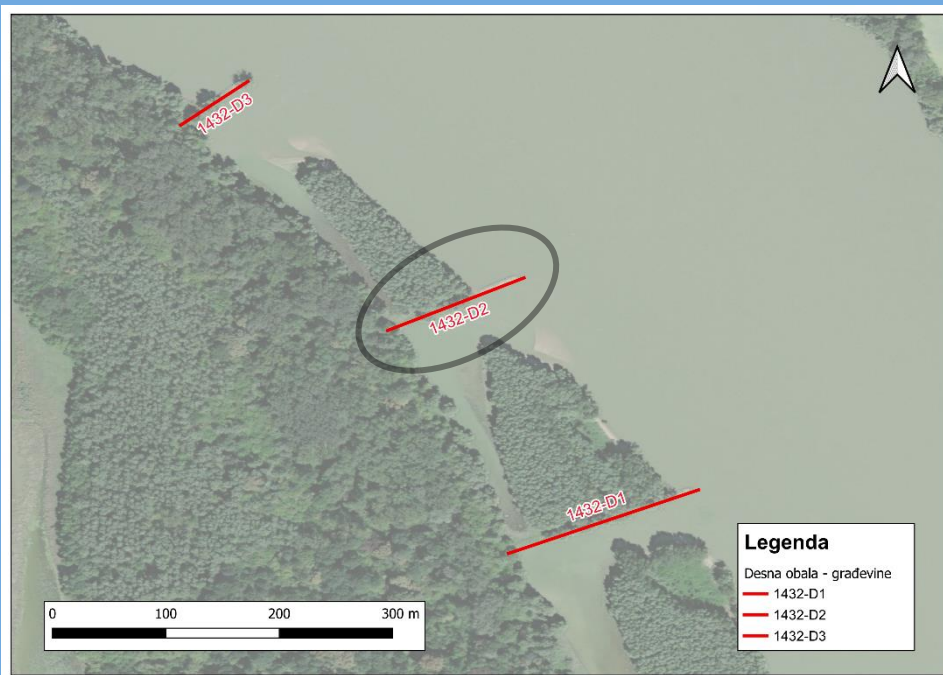 1432-D3
1432-D2
1432-D1
0 100 200 300 m
Legenda
Desna obala - građevine
1432-D1
1432-D2
1432-D3